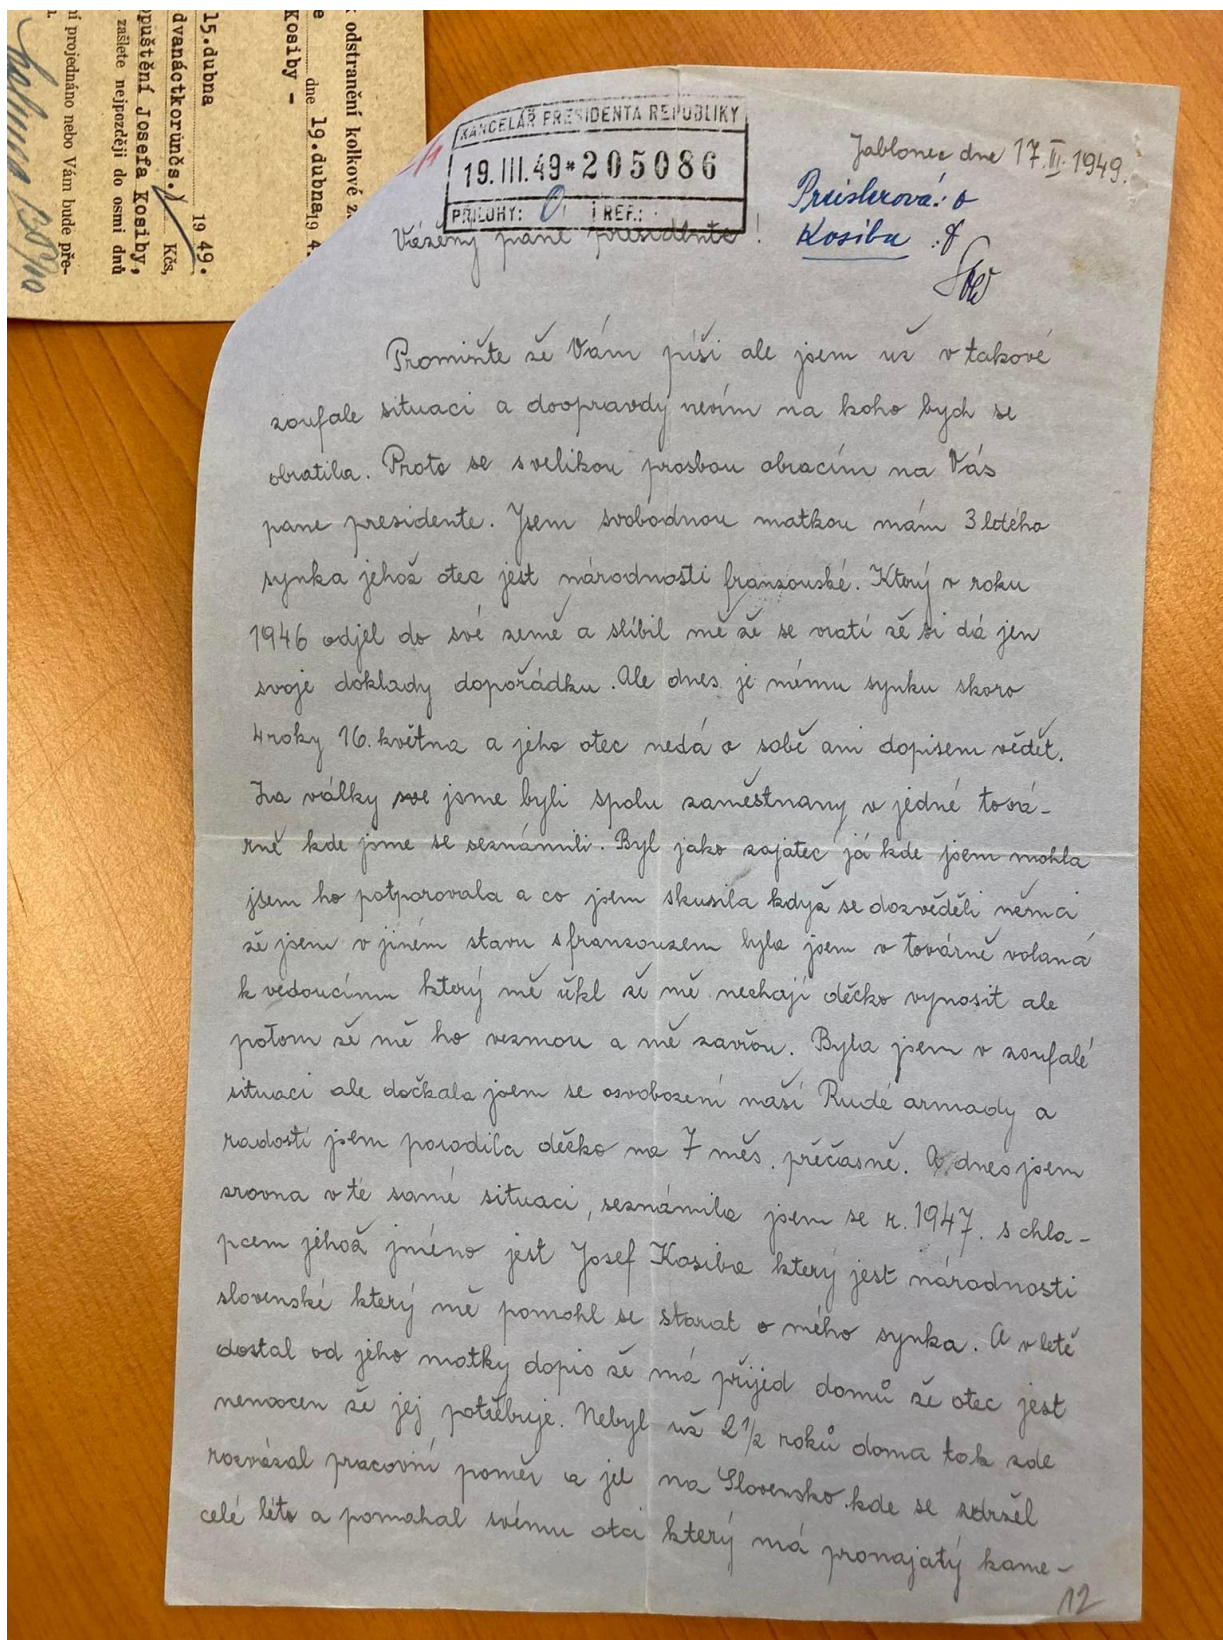 odstranění kolkové z
dne 19. dubna 194
e
Kosiby -
15. dubna 1949.
dvanáctkorunčs. Kčs,
opuštění Josefa Kosiby,
zašlete nejpozději do osmi dnů
ní projednáno nebo Vám bude pře-
KANCELÁŘ PRESIDENTA REPUBLIKY
19. III. 49 * 205086
PŘÍLOHY: 0 REF.:
Jablonec dne 17. III. 1949.
Preislerová: o
Kosiba :
Vážený pane presidente!
Promiňte že Vám píši ale jsem už v takové
zoufale situaci a doopravdy nevím na koho bych se
obratila. Proto se s velikou prosbou obracím na Vás
pane presidente. Jsem svobodnou matkou mám 3 letého
synka jehož otec jest národnosti franzouské. Který v roku
1946 odjel do své země a slíbil mě že se vratí že si dá jen
svoje doklady dopořádku. Ale dnes je mému synku skoro
4 roky 16. května a jeho otec nedá o sobě ani dopisem vědět.
Za války jsme byli spolu zaměstnany v jedné tová-
rně kde jsme se seznámili. Byl jako zajatec já kde jsem mohla
jsem ho potporovala a co jsem skusila když se dozvěděli němci
že jsem v jiném stavu s franzouzem byla jsem v továrně volaná
k vedoucímu který mě úkl že mě nechají děcko vynosit ale
potom že mě ho vezmou a mě zavřou. Byla jsem v zoufalé
situaci ale dočkala jsem se osvobození naší Rudé armady a
radostí jsem porodila děcko na 7 měs. přečasně. A dnes jsem
zrovna v té samé situaci, seznámila jsem se r. 1947. s chla-
pcem jehož jméno jest Josef Kosiba který jest národnosti
slovenské který mě pomohl se starat o mého synka. A v letě
dostal od jeho matky dopis že má přijed domů že otec jest
nemocen že jej potřebuje. Nebyl už 2 1/2 roků doma tak zde
rozvázal pracovní poměr a jel na Slovensko kde se zdržel
celé léto a pomahal svému otci který má pronajatý kame-
12